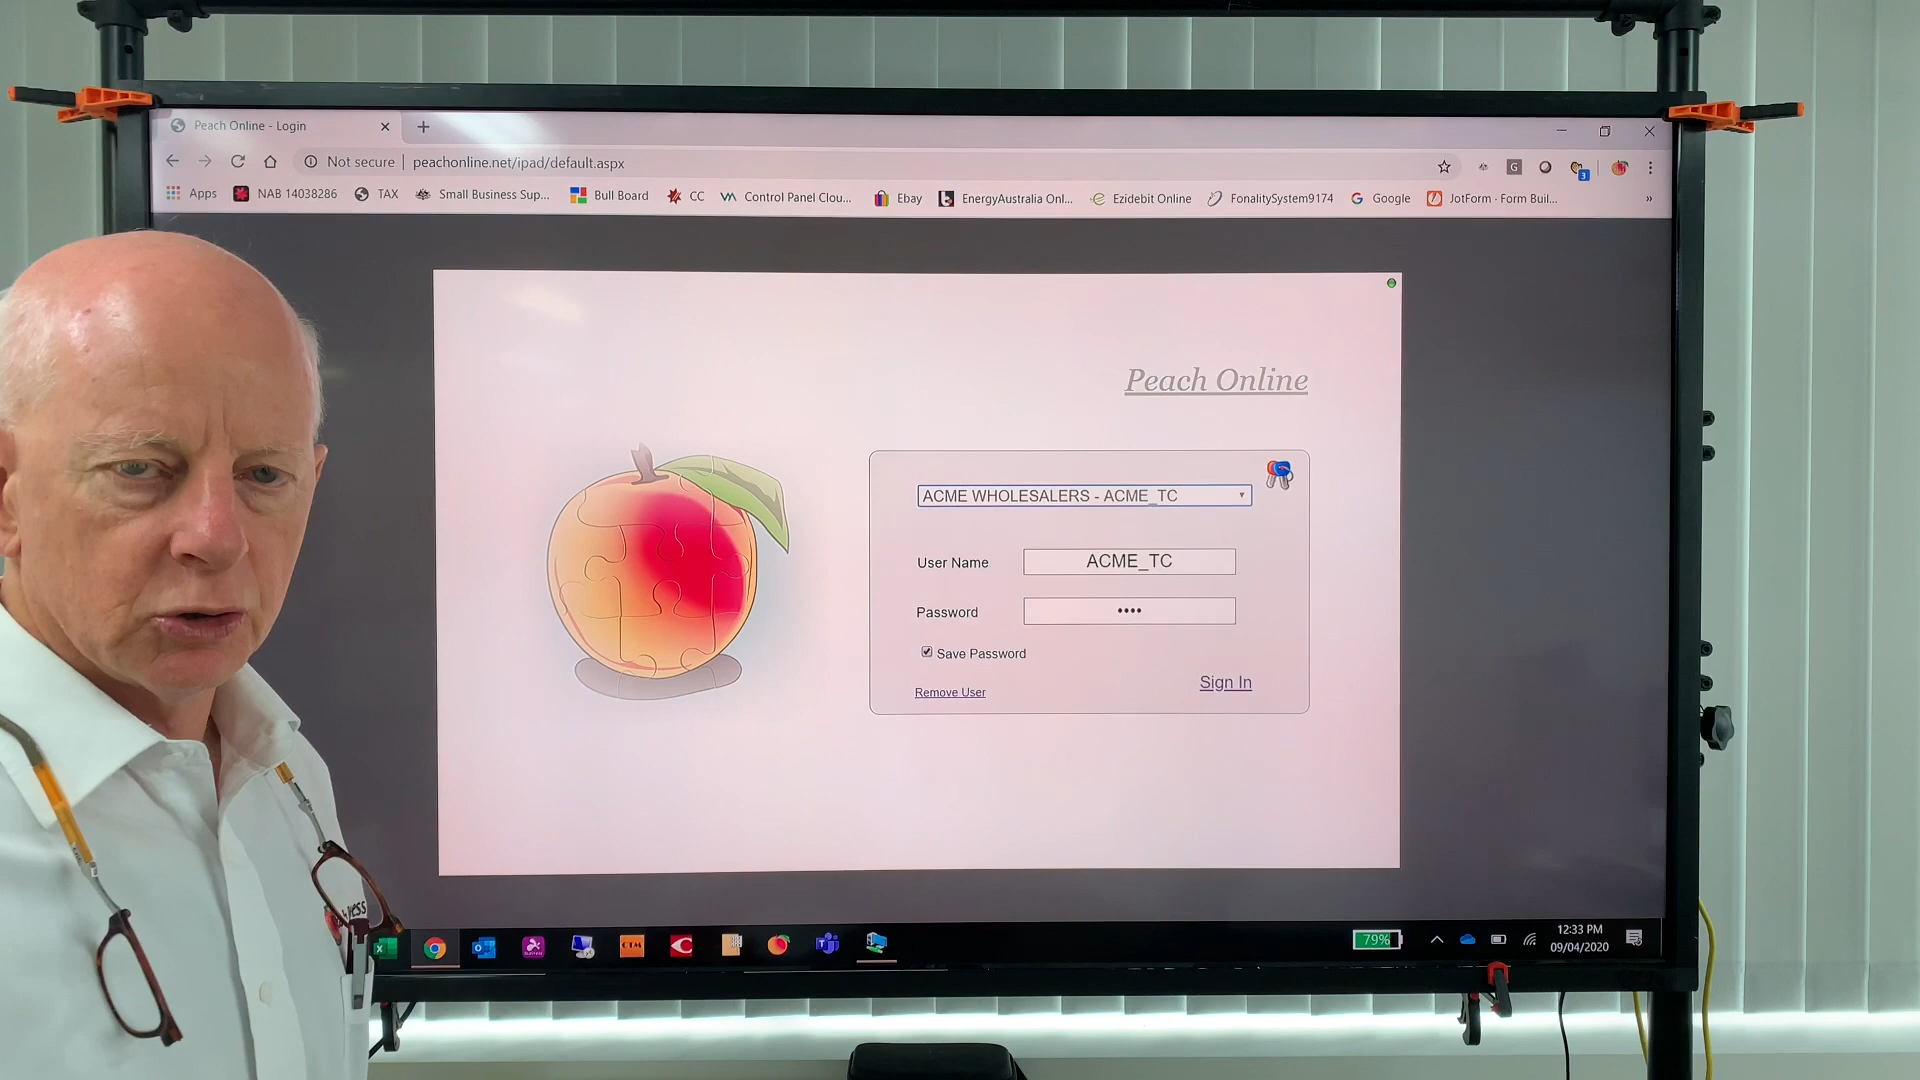 Peach Online - Login
Not secure | peachonline.net/ipad/default.aspx
G
3
Apps
NAB 14038286
TAX
Small Business Sup...
Bull Board
CC
Control Panel Clou...
Ebay
EnergyAustralia Onl...
Ezidebit Online
FonalitySystem9174
Google
JotForm · Form Buil...
»
Peach Online
ACME WHOLESALERS - ACME_TC
User Name
ACME_TC
Password
••••
Save Password
Remove User
Sign In
CTM
79%
12:33 PM
09/04/2020